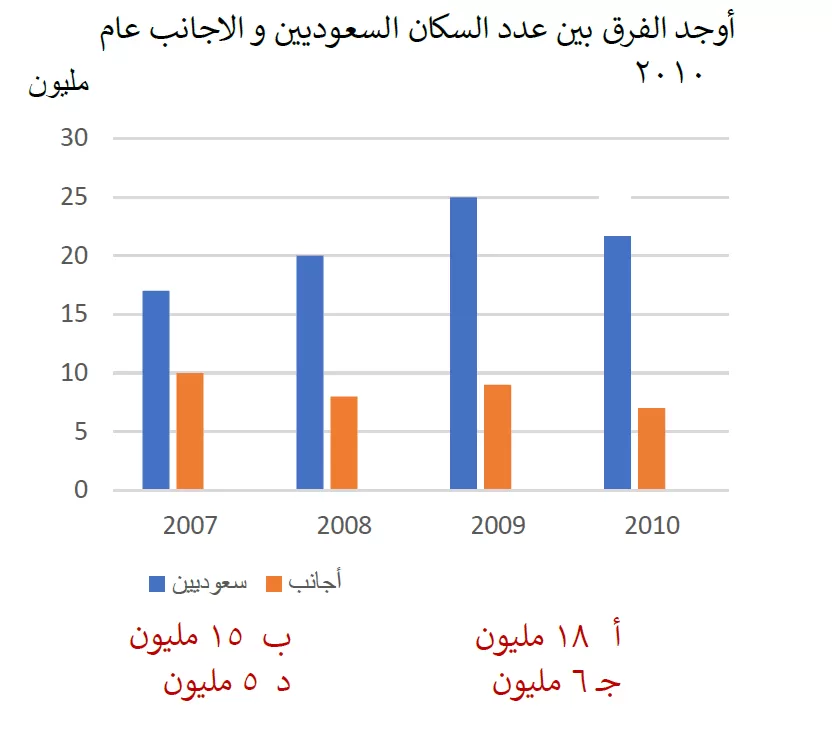 أوجد الفرق بين عدد السكان السعوديين و الاجانب عام
٢٠١٠
مليون
30
25
20
15
10
5
0
2007 2008 2009 2010
سعوديين أجانب
أ ١٨ مليون ب ١٥ مليون
جـ ٦ مليون د ٥ مليون